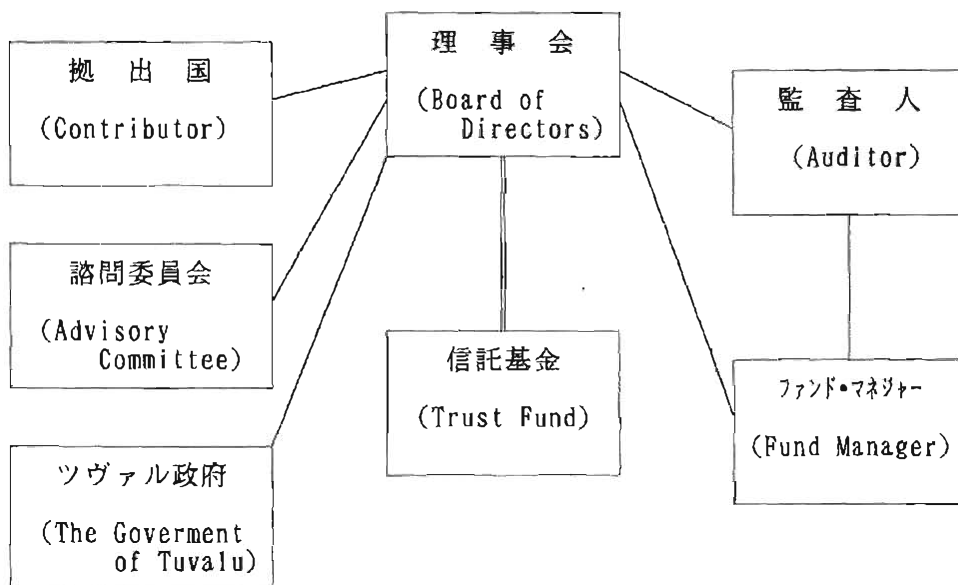 理事会
(Board of
Directors)
拠出国
(Contributor)
監査人
(Auditor)
諮問委員会
(Advisory
Committee)
信託基金
(Trust Fund)
ファンド・マネジャー
(Fund Manager)
ツヴァル政府
(The Goverment
of Tuvalu)